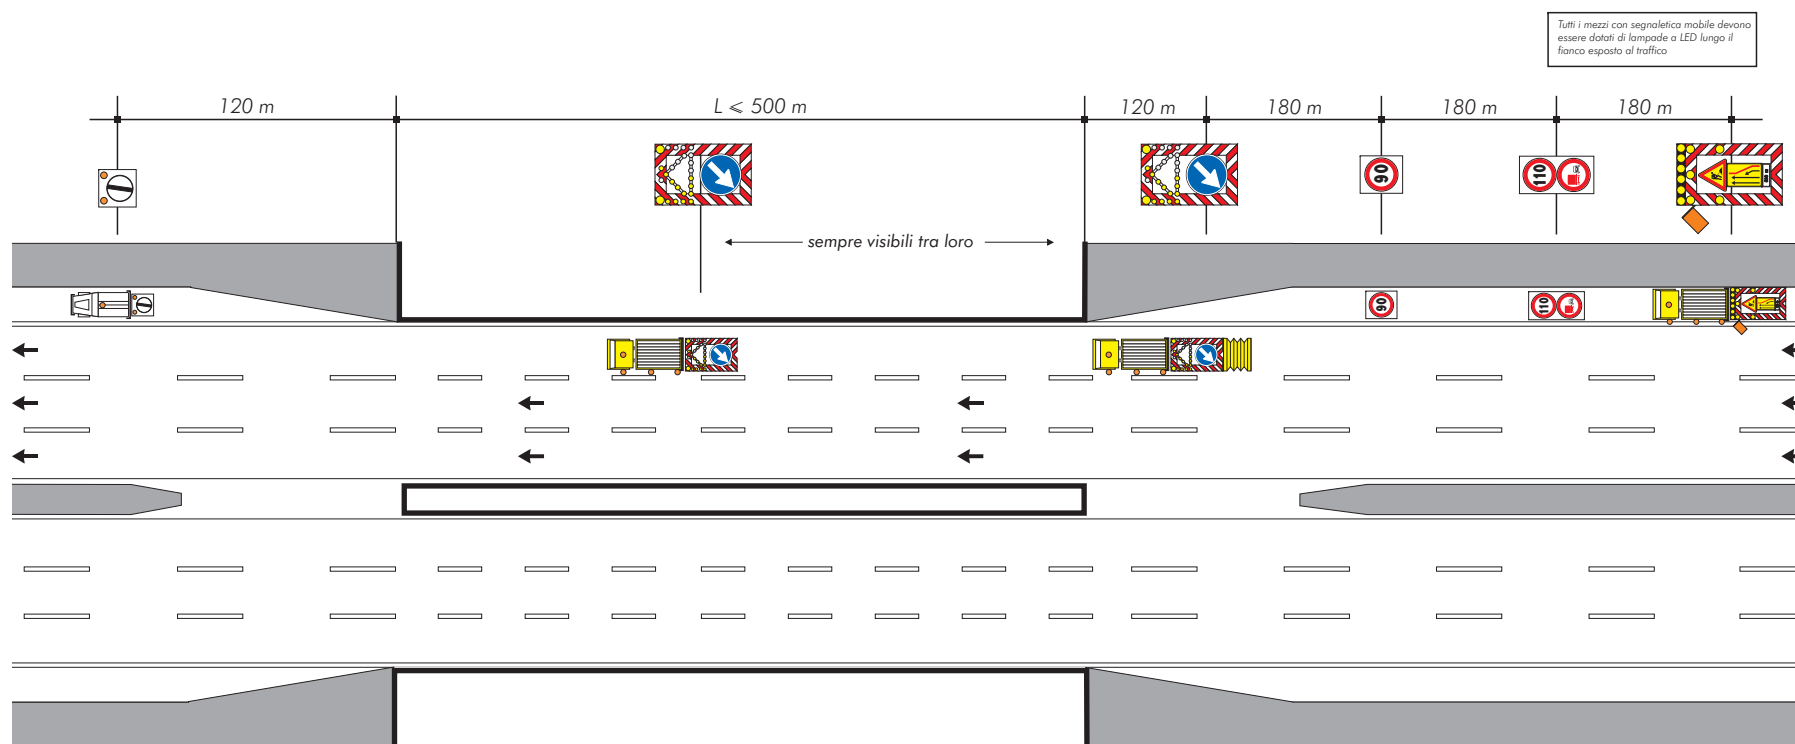 Tutti i mezzi con segnaletica mobile devono
essere dotati di lampade a LED lungo il
fianco esposto al traffico
120 m
L ⩽ 500 m
120 m
180 m
180 m
180 m
90
110
sempre visibili tra loro
90
110